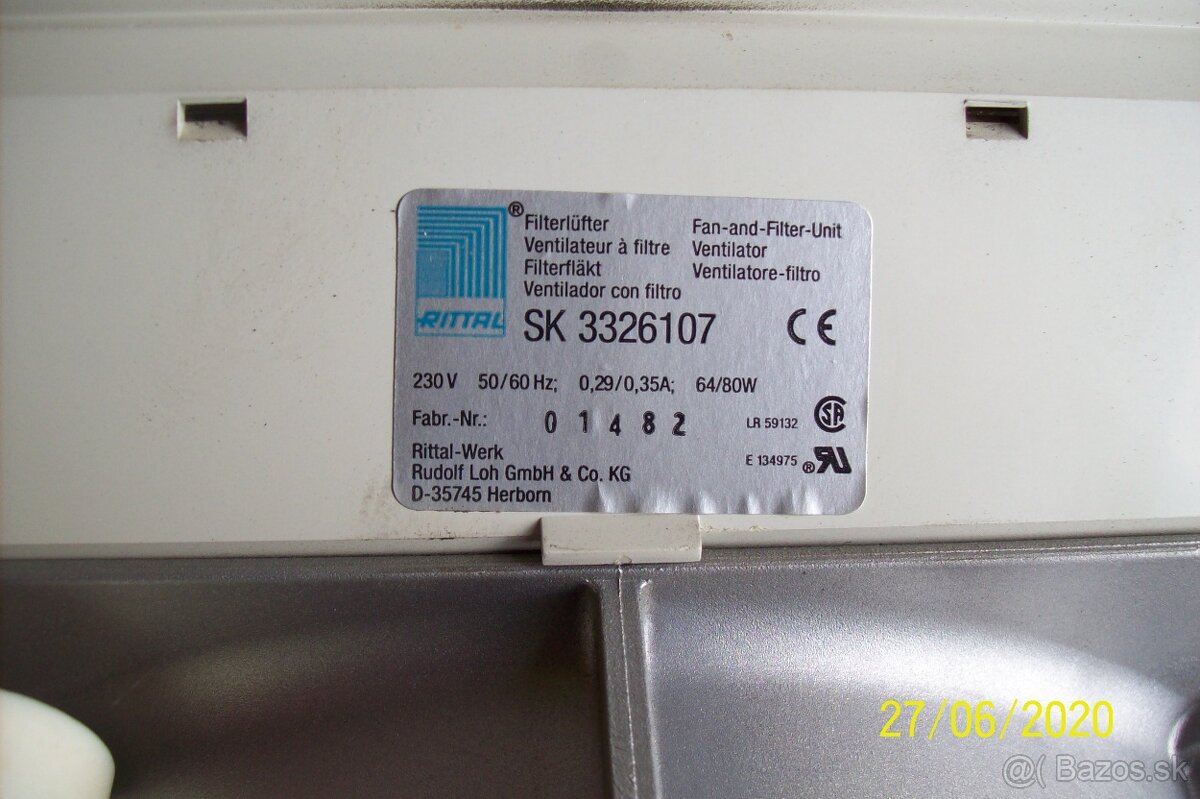 ®
Filterlüfter Fan-and-Filter-Unit
Ventilateur à filtre Ventilator
Filterfläkt Ventilatore-filtro
Ventilador con filtro
RITTAL
SK 3326107 CE
230 V 50/60 Hz; 0,29/0,35A; 64/80W
Fabr.-Nr.: 01482 LR 59132 SA
Rittal-Werk E 134975 ® RU
Rudolf Loh GmbH & Co. KG
D-35745 Herborn
27/06/2020
@( Bazos.sk